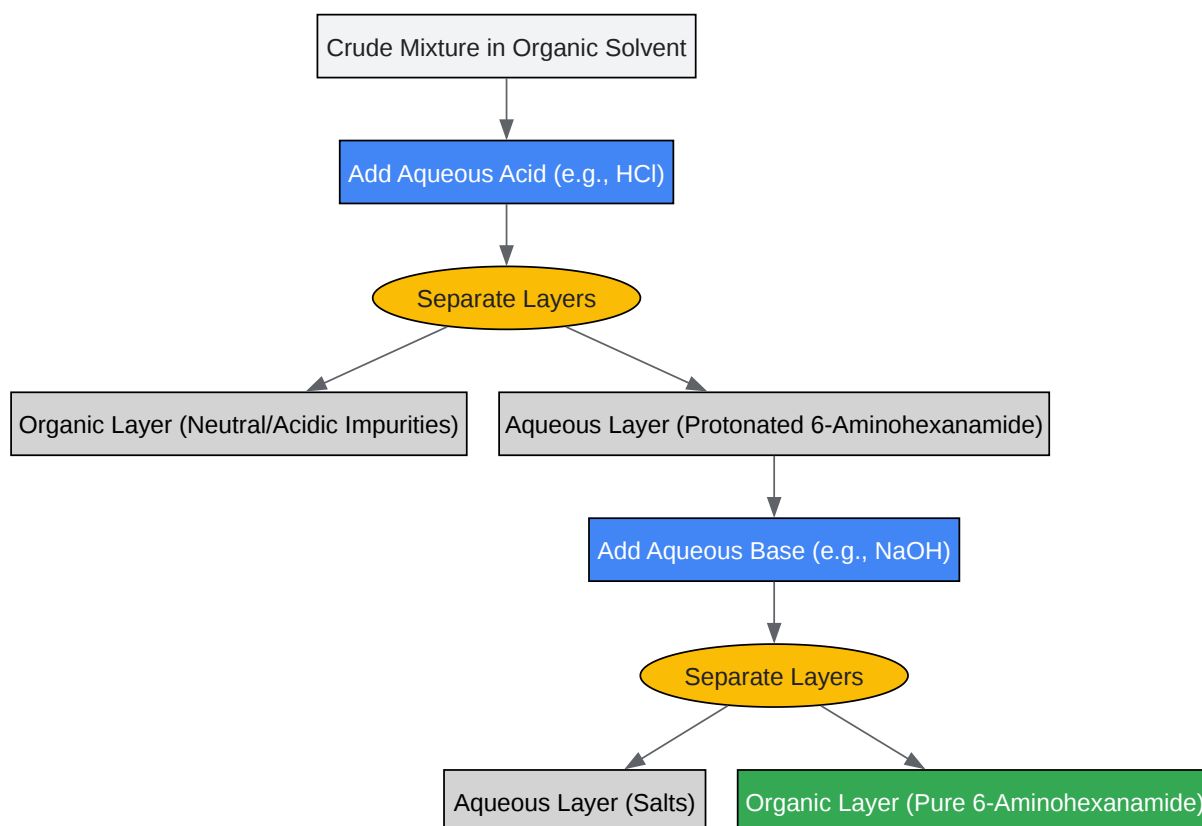 Crude Mixture in Organic Solvent
Add Aqueous Acid (e.g., HCl)
Separate Layers
Organic Layer (Neutral/Acidic Impurities)
Aqueous Layer (Protonated 6-Aminohexanamide)
Add Aqueous Base (e.g., NaOH)
Separate Layers
Aqueous Layer (Salts)
Organic Layer (Pure 6-Aminohexanamide)